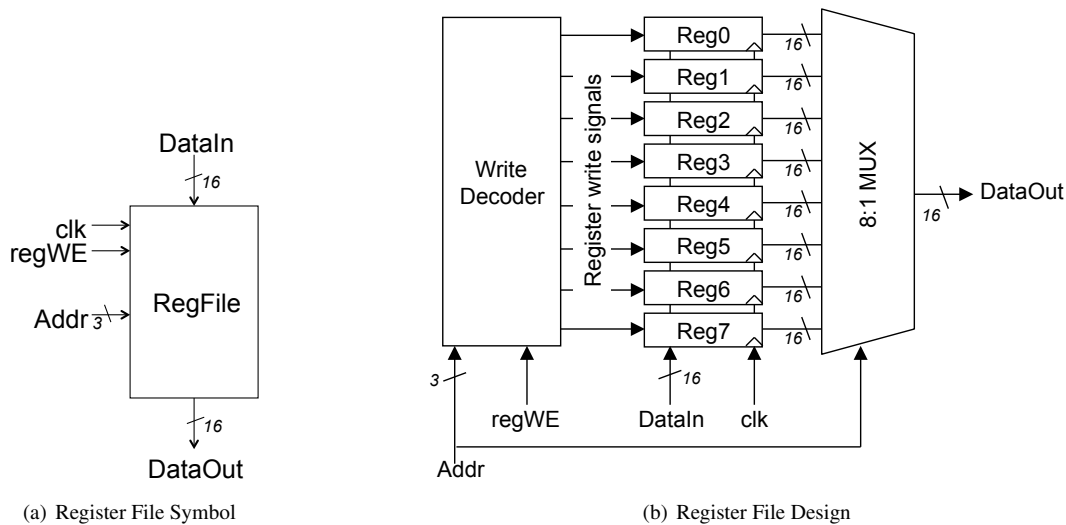 DataIn
16
clk
regWE
Addr
3
RegFile
16
DataOut
(a) Register File Symbol
Write
Decoder
Register write signals
Reg0
Reg1
Reg2
Reg3
Reg4
Reg5
Reg6
Reg7
16
16
16
16
16
16
16
16
8:1 MUX
16
DataOut
3
regWE
16
DataIn
clk
Addr
(b) Register File Design